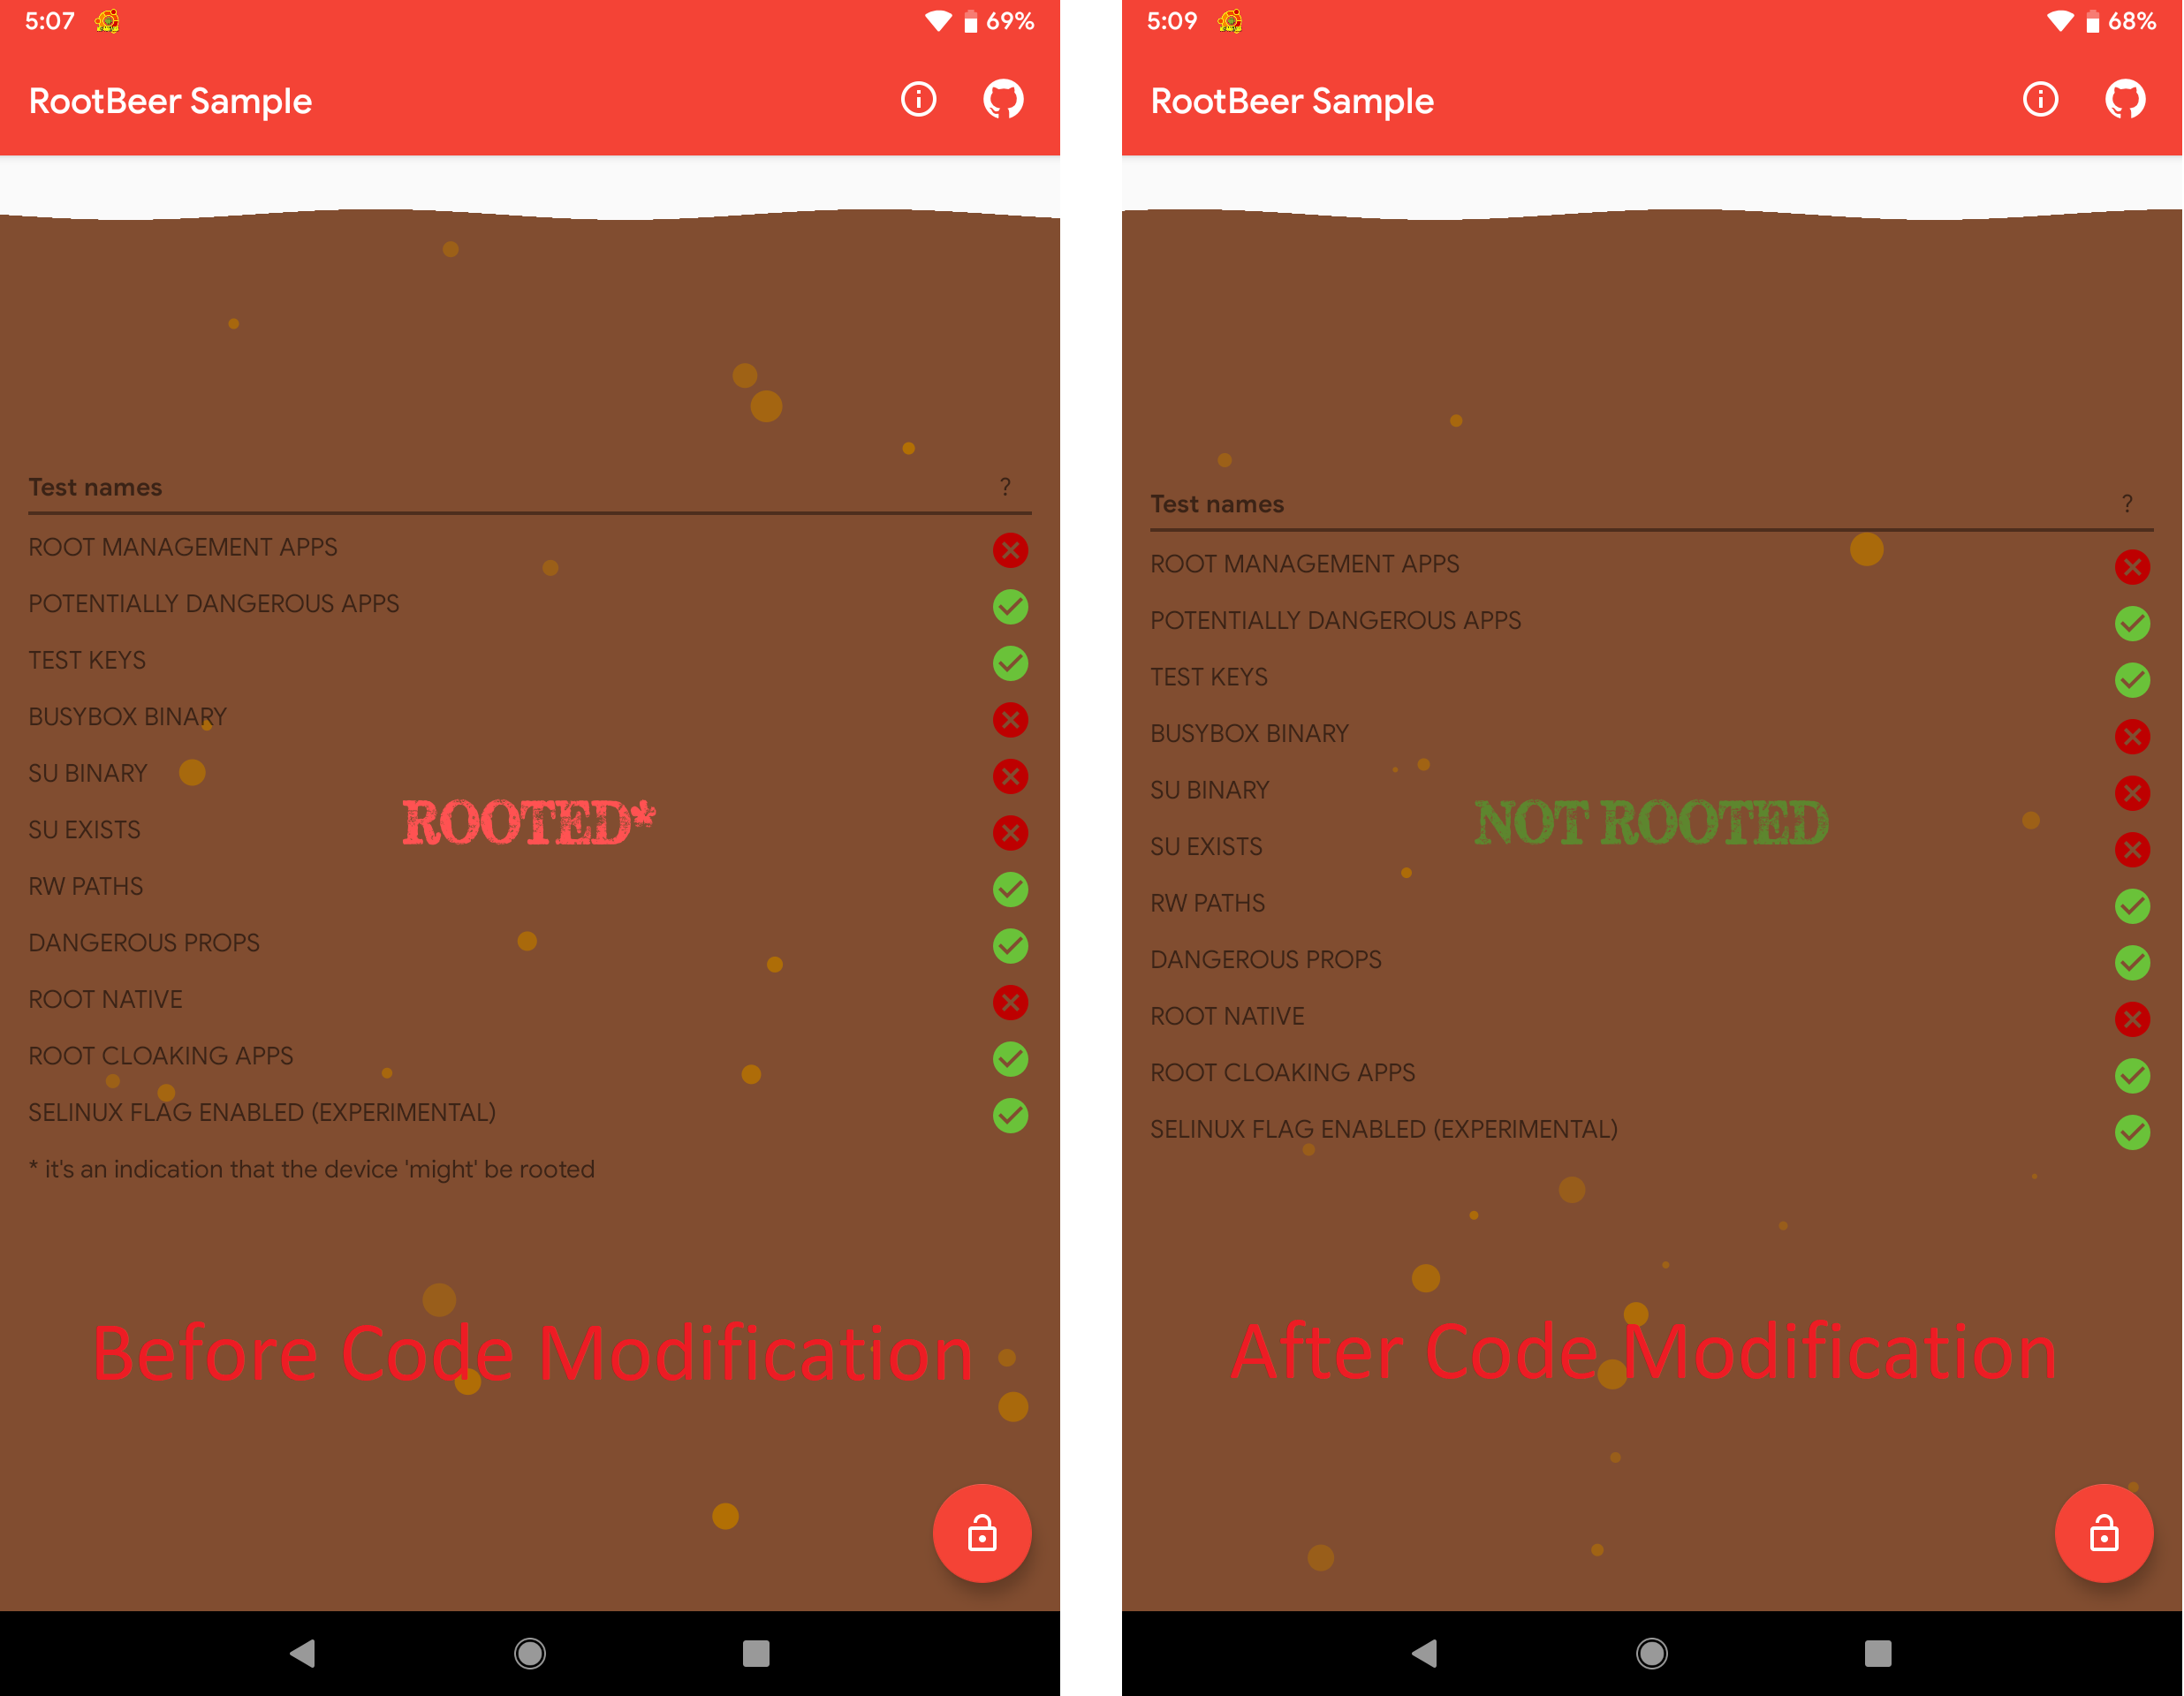 5:07 69%
RootBeer Sample
Test names ?
ROOT MANAGEMENT APPS
POTENTIALLY DANGEROUS APPS
TEST KEYS
BUSYBOX BINARY
SU BINARY
ROOTED*
SU EXISTS
RW PATHS
DANGEROUS PROPS
ROOT NATIVE
ROOT CLOAKING APPS
SELINUX FLAG ENABLED (EXPERIMENTAL)
* it's an indication that the device 'might' be rooted
Before Code Modification
5:09 68%
RootBeer Sample
Test names ?
ROOT MANAGEMENT APPS
POTENTIALLY DANGEROUS APPS
TEST KEYS
BUSYBOX BINARY
SU BINARY
NOT ROOTED
SU EXISTS
RW PATHS
DANGEROUS PROPS
ROOT NATIVE
ROOT CLOAKING APPS
SELINUX FLAG ENABLED (EXPERIMENTAL)
After Code Modification